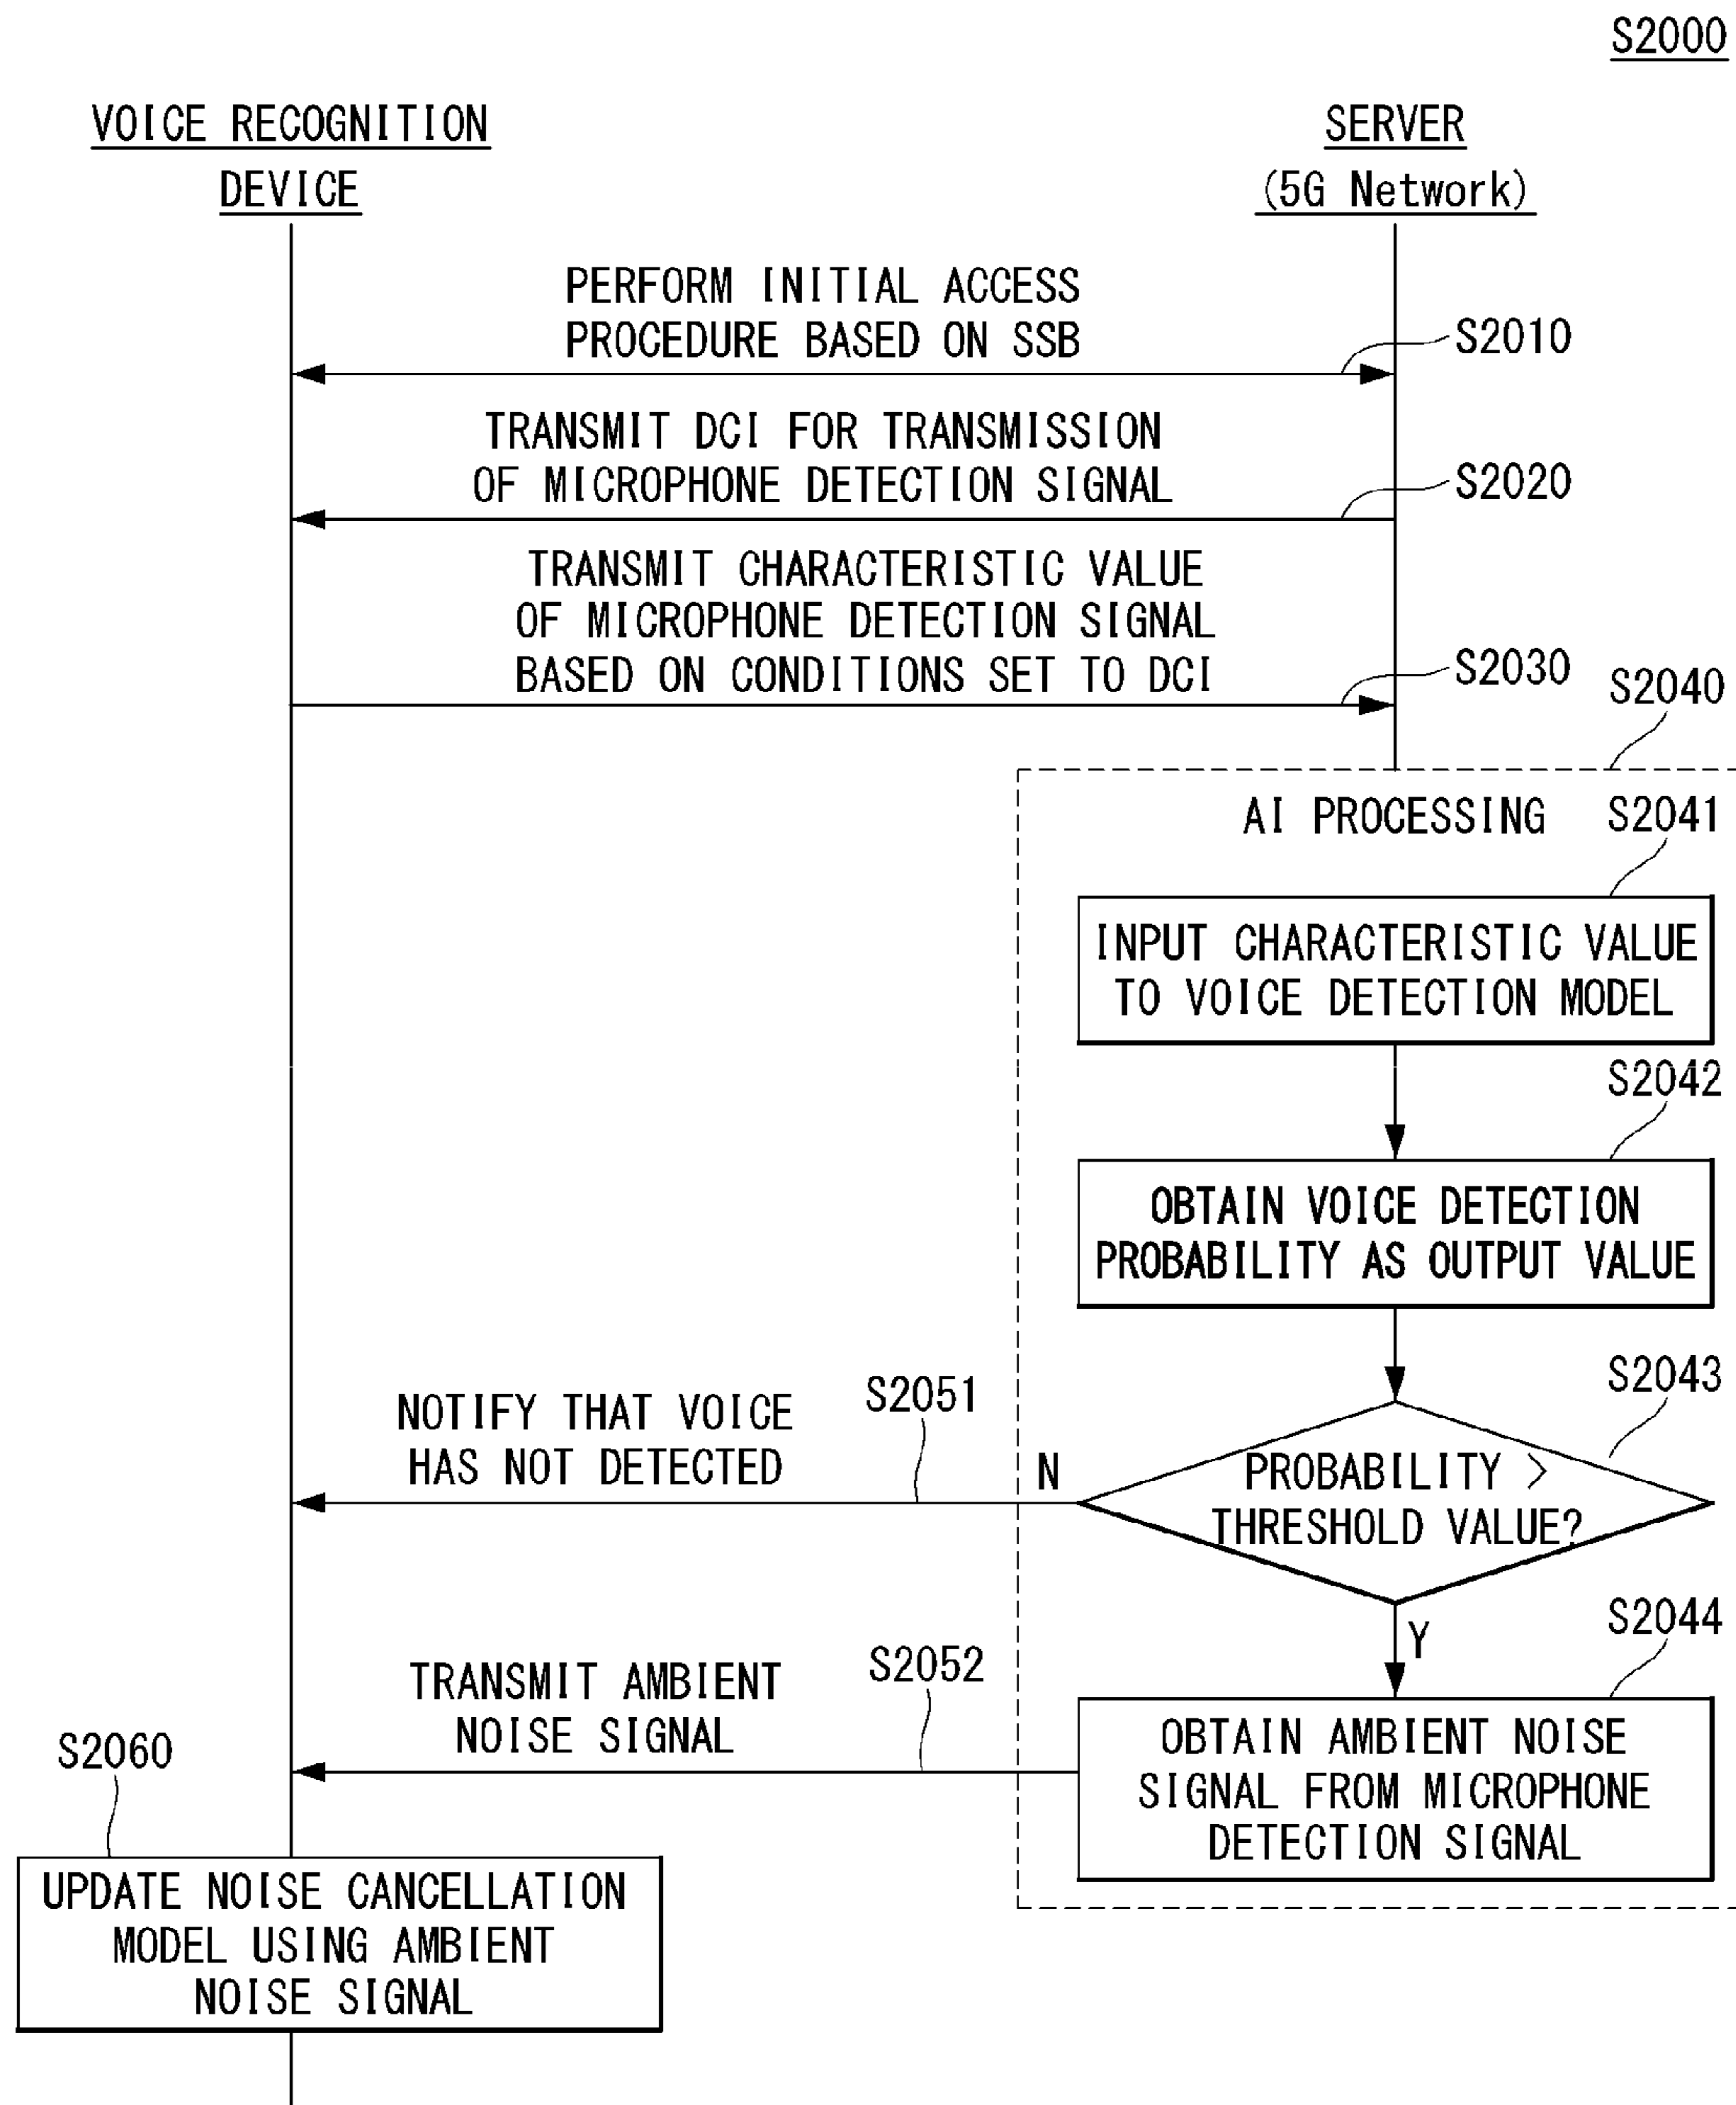 S2000
VOICE RECOGNITION
DEVICE
SERVER
(5G Network)
PERFORM INITIAL ACCESS
PROCEDURE BASED ON SSB
S2010
TRANSMIT DCI FOR TRANSMISSION
OF MICROPHONE DETECTION SIGNAL
S2020
TRANSMIT CHARACTERISTIC VALUE
OF MICROPHONE DETECTION SIGNAL
BASED ON CONDITIONS SET TO DCI
S2030
S2040
AI PROCESSING
S2041
INPUT CHARACTERISTIC VALUE
TO VOICE DETECTION MODEL
S2042
OBTAIN VOICE DETECTION
PROBABILITY AS OUTPUT VALUE
S2043
PROBABILITY >
THRESHOLD VALUE?
N
S2051
NOTIFY THAT VOICE
HAS NOT DETECTED
Y
S2044
OBTAIN AMBIENT NOISE
SIGNAL FROM MICROPHONE
DETECTION SIGNAL
S2052
TRANSMIT AMBIENT
NOISE SIGNAL
S2060
UPDATE NOISE CANCELLATION
MODEL USING AMBIENT
NOISE SIGNAL